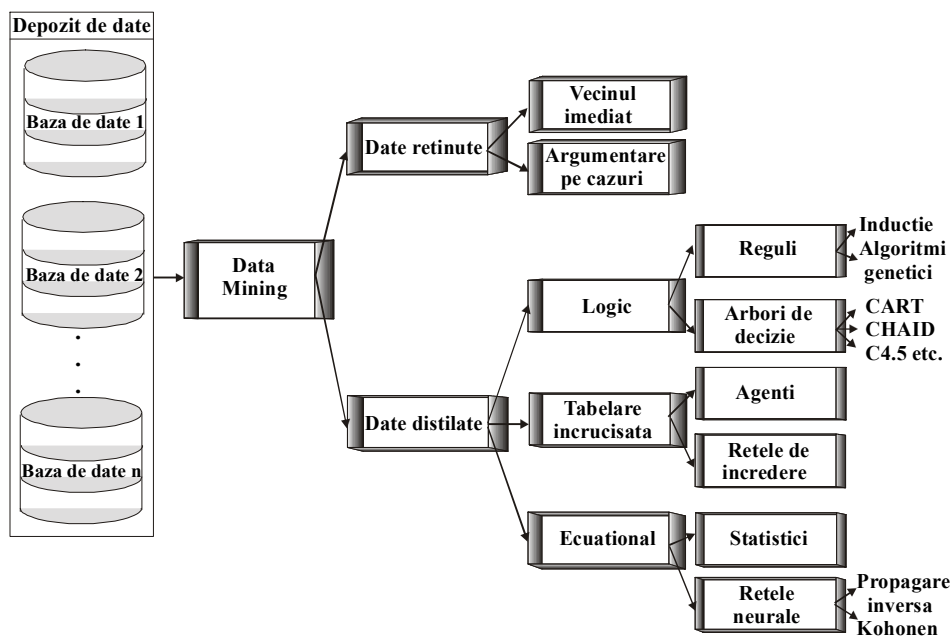 Depozit de date
Baza de date 1
Baza de date 2
.
.
.
Baza de date n
Data
Mining
Date retinute
Vecinul
imediat
Argumentare
pe cazuri
Date distilate
Logic
Reguli
Inductie
Algoritmi
genetici
Arbori de
decizie
CART
CHAID
C4.5 etc.
Tabelare
incrucisata
Agenti
Retele de
incredere
Ecuational
Statistici
Retele
neurale
Propagare
inversa
Kohonen